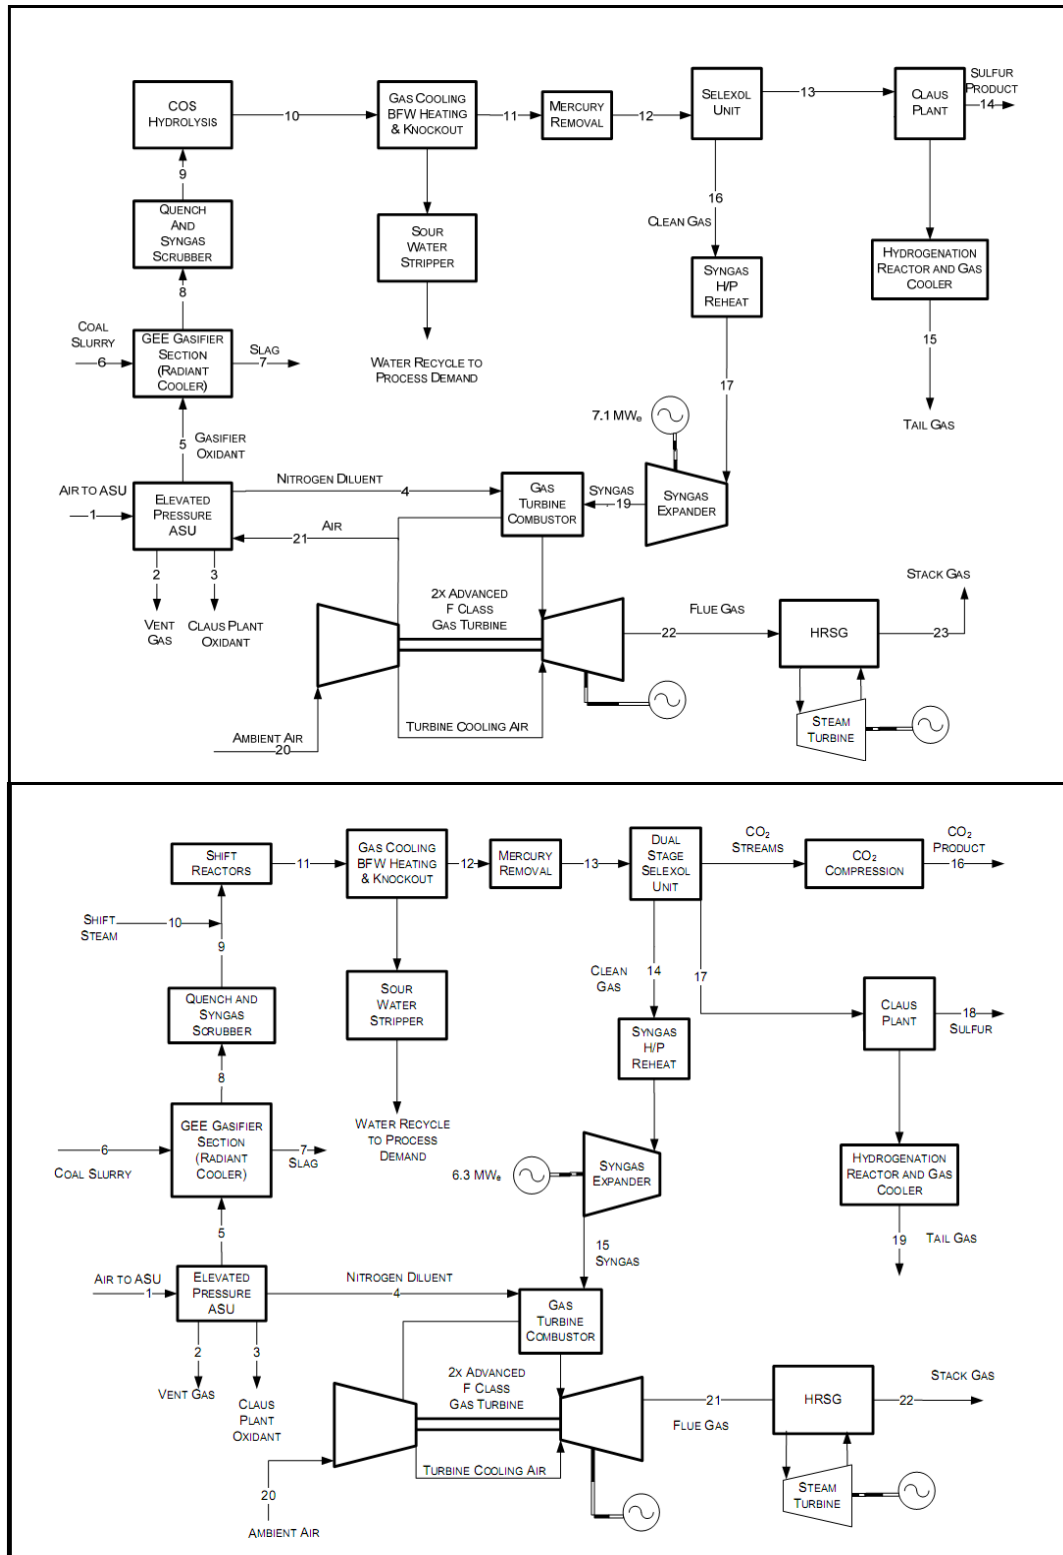 COS
HYDROLYSIS
10
GAS COOLING
BFW HEATING
& KNOCKOUT
11
MERCURY
REMOVAL
12
SELEXOL
UNIT
13
CLAUS
PLANT
SULFUR
PRODUCT
14
9
QUENCH
AND
SYNGAS
SCRUBBER
SOUR
WATER
STRIPPER
16
CLEAN GAS
SYNGAS
H/P
REHEAT
HYDROGENATION
REACTOR AND GAS
COOLER
8
COAL
SLURRY
6
GEE GASIFIER
SECTION
(RADIANT
COOLER)
SLAG
7
WATER RECYCLE TO
PROCESS DEMAND
17
15
TAIL GAS
7.1 MWe
5
GASIFIER
OXIDANT
AIR TO ASU
1
ELEVATED
PRESSURE
ASU
NITROGEN DILUENT
4
GAS
TURBINE
COMBUSTOR
SYNGAS
19
SYNGAS
EXPANDER
AIR
21
2
3
VENT
GAS
CLAUS PLANT
OXIDANT
2X ADVANCED
F CLASS
GAS TURBINE
FLUE GAS
22
HRSG
STACK GAS
23
AMBIENT AIR
20
TURBINE COOLING AIR
STEAM
TURBINE
SHIFT
REACTORS
11
GAS COOLING
BFW HEATING
& KNOCKOUT
12
MERCURY
REMOVAL
13
DUAL
STAGE
SELEXOL
UNIT
CO2
STREAMS
CO2
COMPRESSION
CO2
PRODUCT
16
SHIFT
STEAM
10
9
QUENCH AND
SYNGAS
SCRUBBER
SOUR
WATER
STRIPPER
CLEAN
GAS
14
17
CLAUS
PLANT
18
SULFUR
SYNGAS
H/P
REHEAT
8
6
COAL SLURRY
GEE GASIFIER
SECTION
(RADIANT
COOLER)
7
SLAG
WATER RECYCLE
TO PROCESS
DEMAND
6.3 MWe
SYNGAS
EXPANDER
HYDROGENATION
REACTOR AND GAS
COOLER
5
15
SYNGAS
19
TAIL GAS
AIR TO ASU
1
ELEVATED
PRESSURE
ASU
NITROGEN DILUENT
4
GAS
TURBINE
COMBUSTOR
2
3
VENT GAS
CLAUS
PLANT
OXIDANT
2X ADVANCED
F CLASS
GAS TURBINE
21
FLUE GAS
HRSG
22
STACK GAS
20
AMBIENT AIR
TURBINE COOLING AIR
STEAM
TURBINE